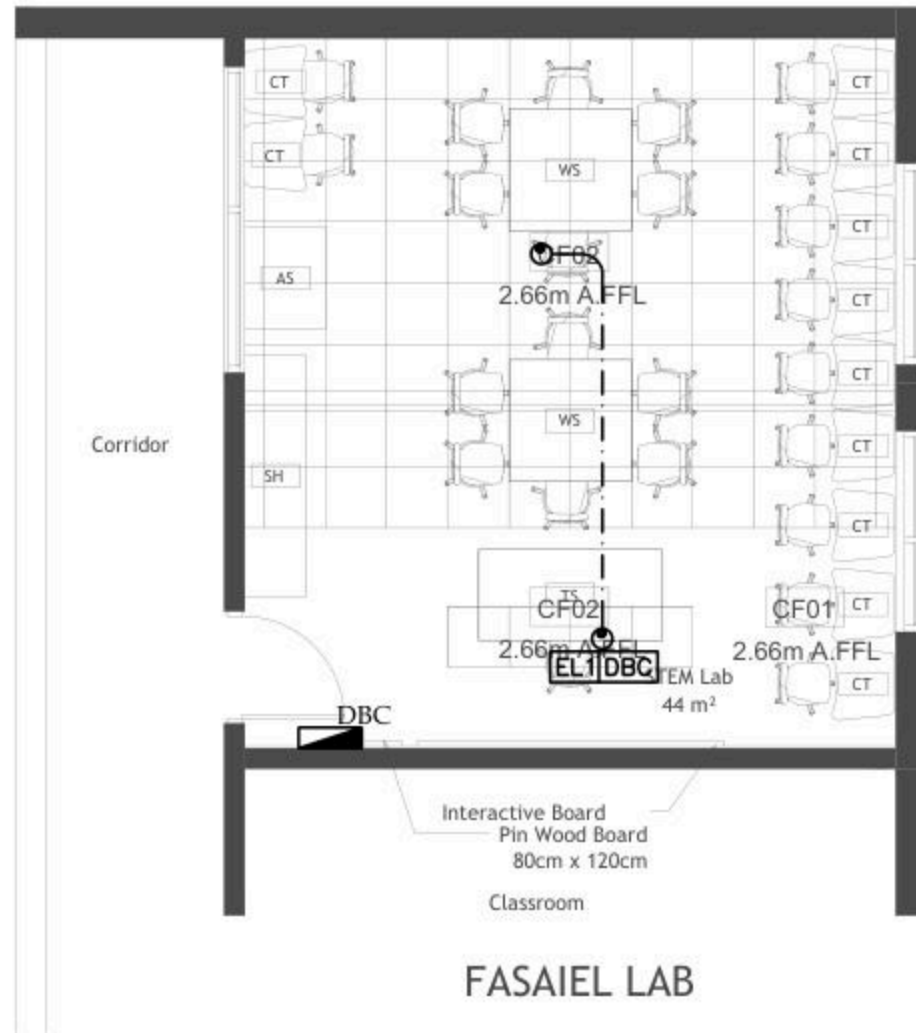 CT
CT
CT
CT
WS
CT
AS
CF02
2.66m A.FFL
CT
CT
WS
Corridor
CT
SH
CT
TS
CF02
CF01
CT
2.66m A.FFL
2.66m A.FFL
EL1 DBC
STEM Lab
44 m²
CT
DBC
Interactive Board
Pin Wood Board
80cm x 120cm
Classroom
FASAIEL LAB